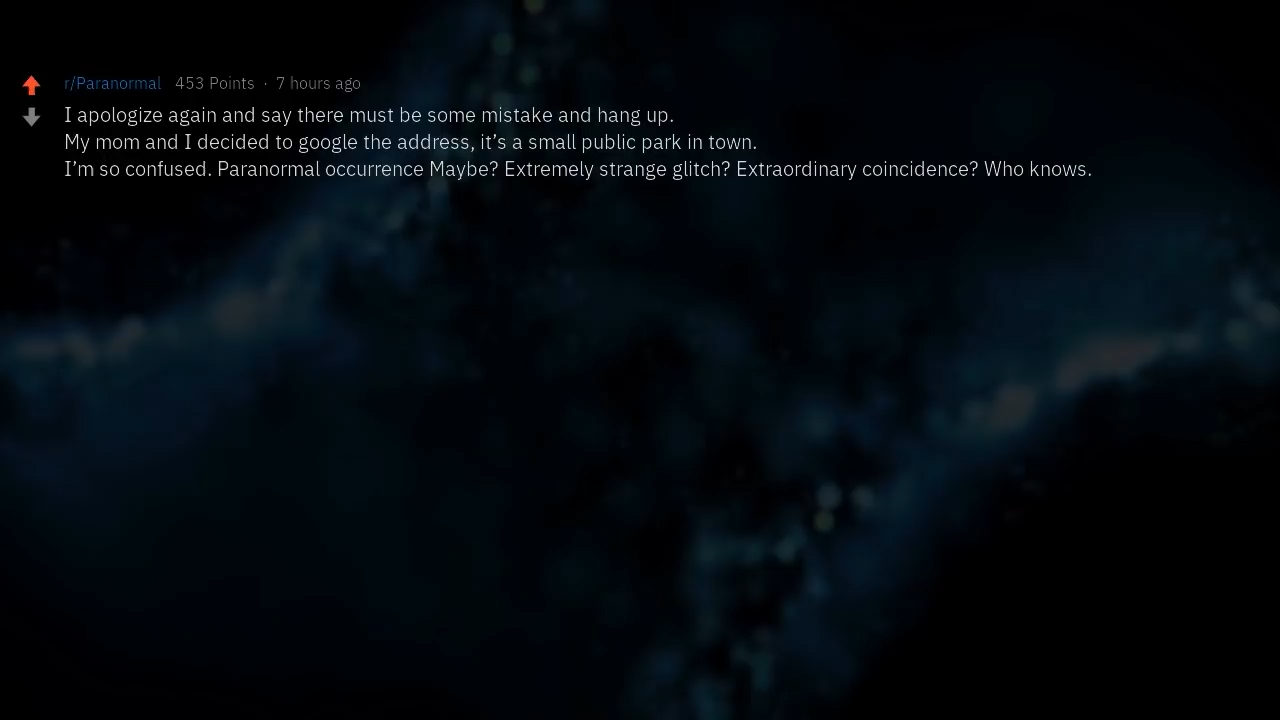 r/Paranormal 453 Points · 7 hours ago
I apologize again and say there must be some mistake and hang up.
My mom and I decided to google the address, it’s a small public park in town.
I’m so confused. Paranormal occurrence Maybe? Extremely strange glitch? Extraordinary coincidence? Who knows.